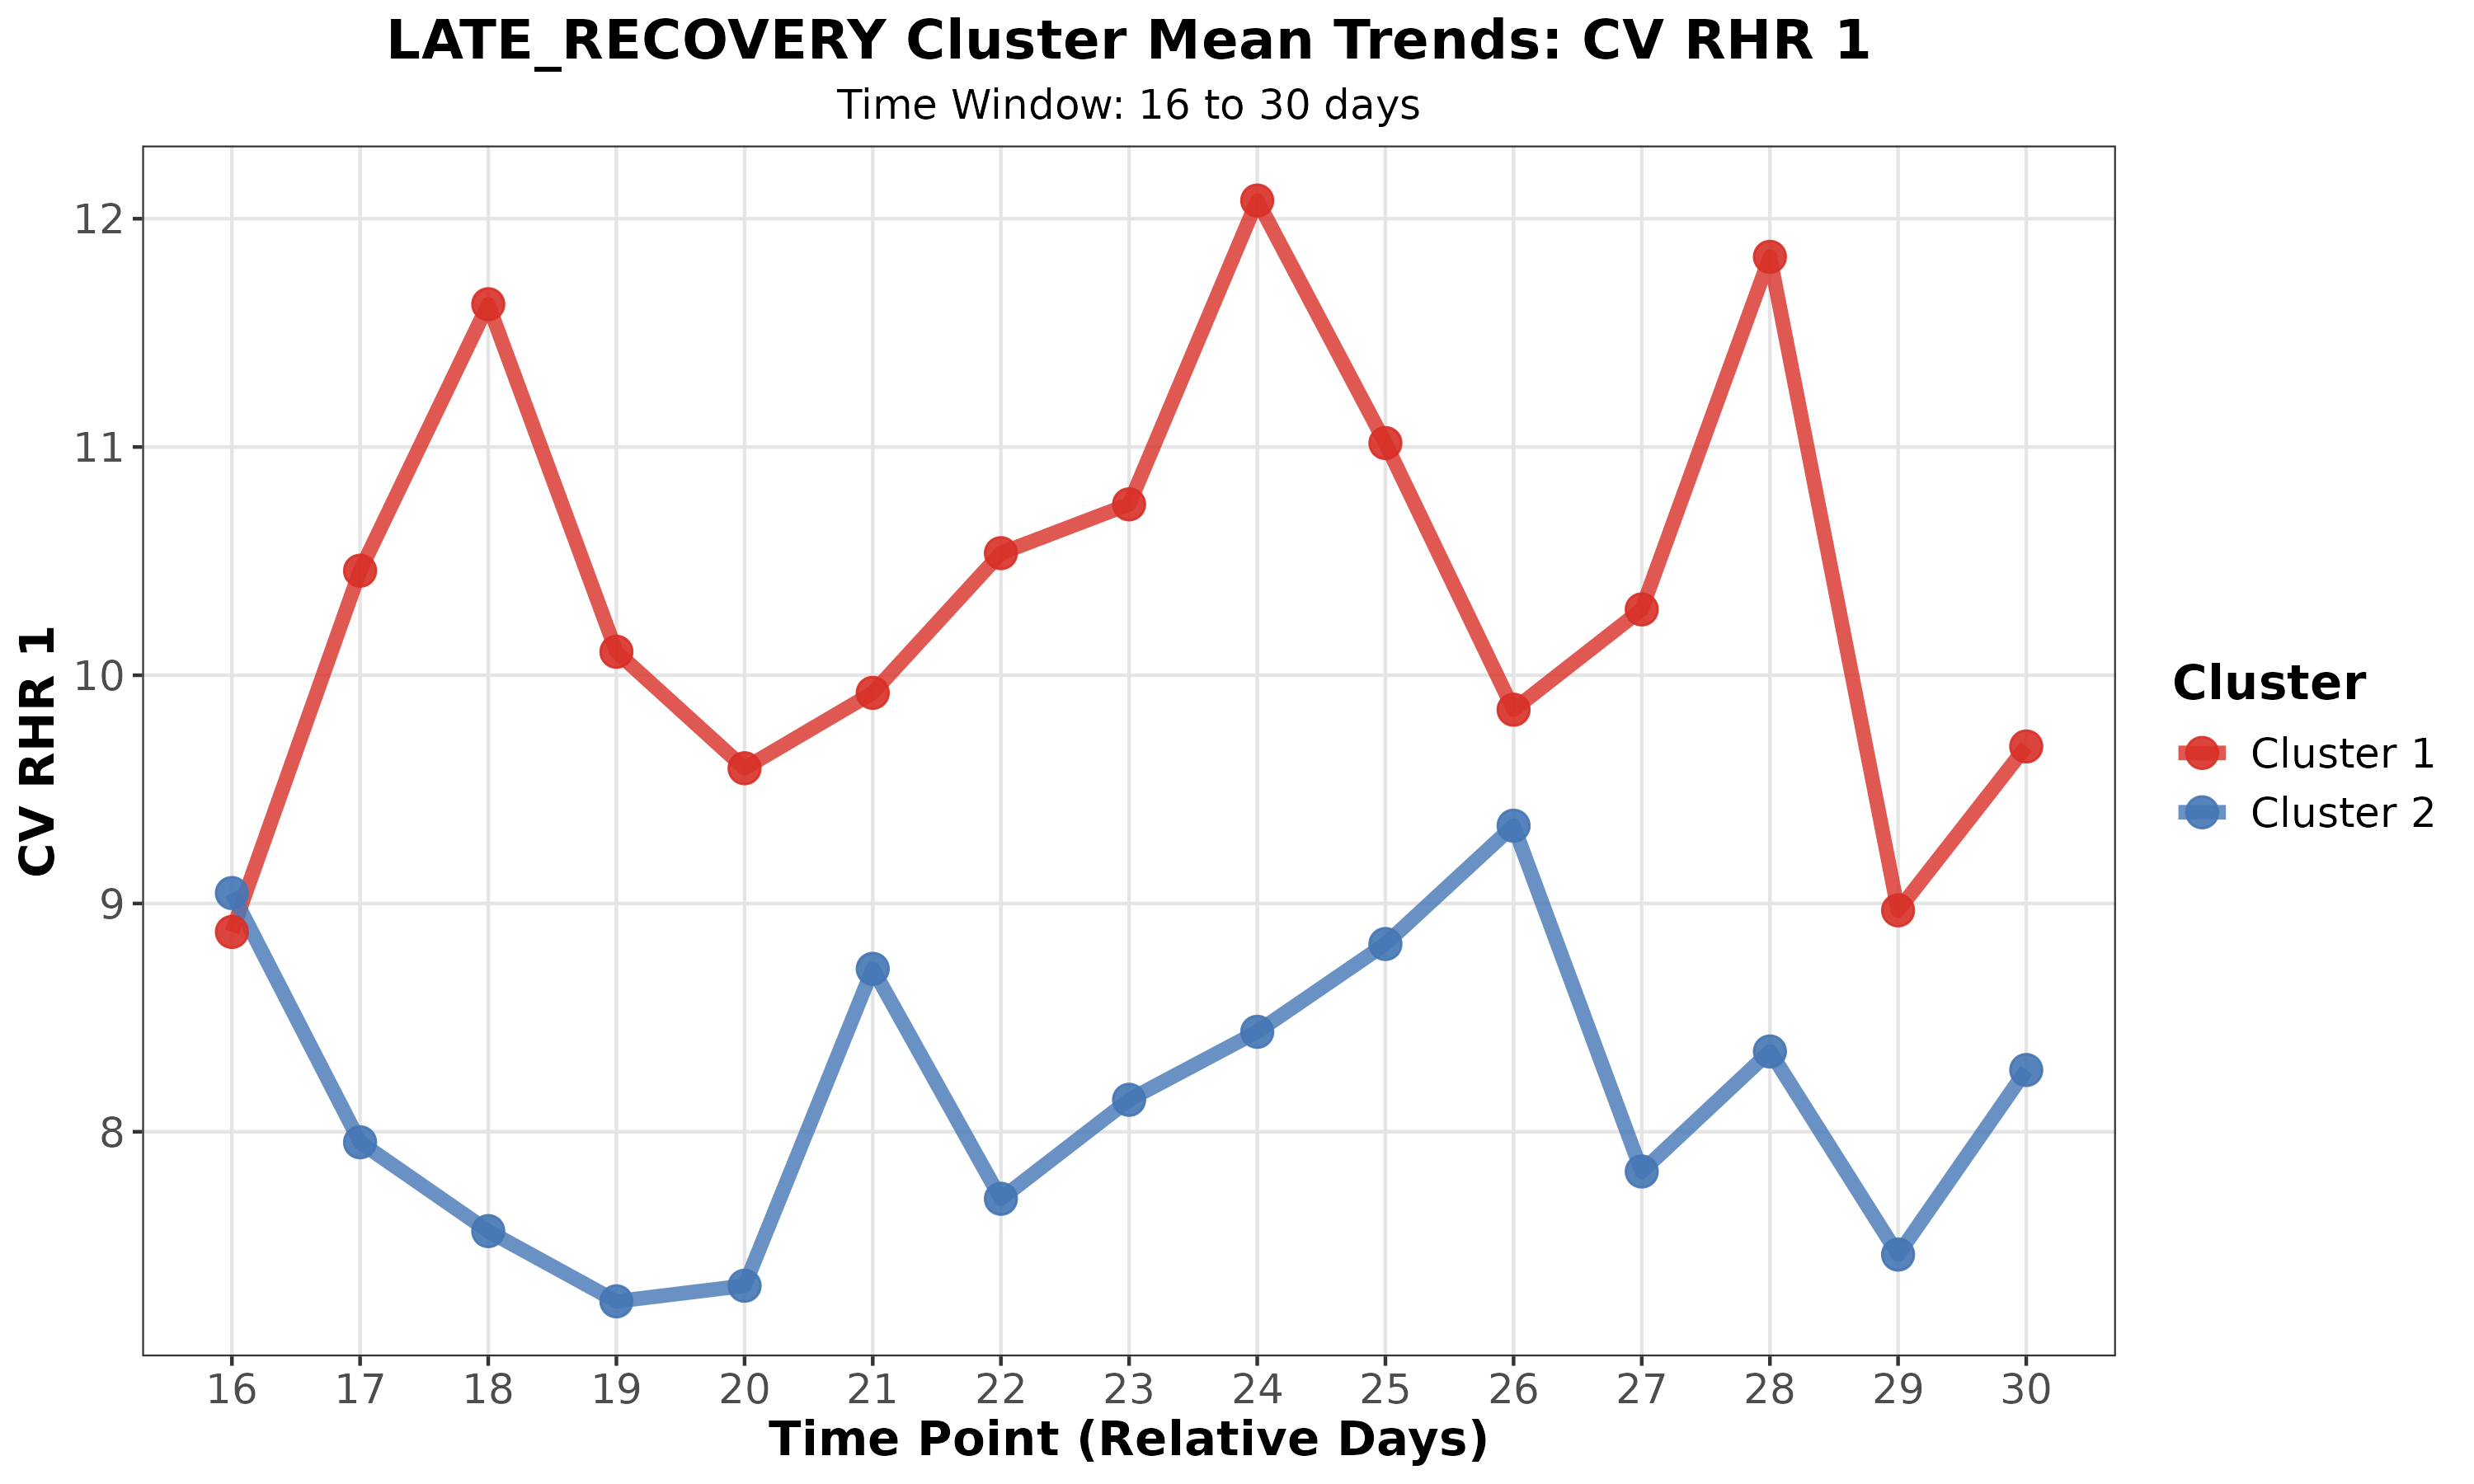 LATE_RECOVERY Cluster Mean Trends: CV RHR 1
Time Window: 16 to 30 days
12
11
10
9
8
CV RHR 1
16 17 18 19 20 21 22 23 24 25 26 27 28 29 30
Time Point (Relative Days)
Cluster
Cluster 1
Cluster 2